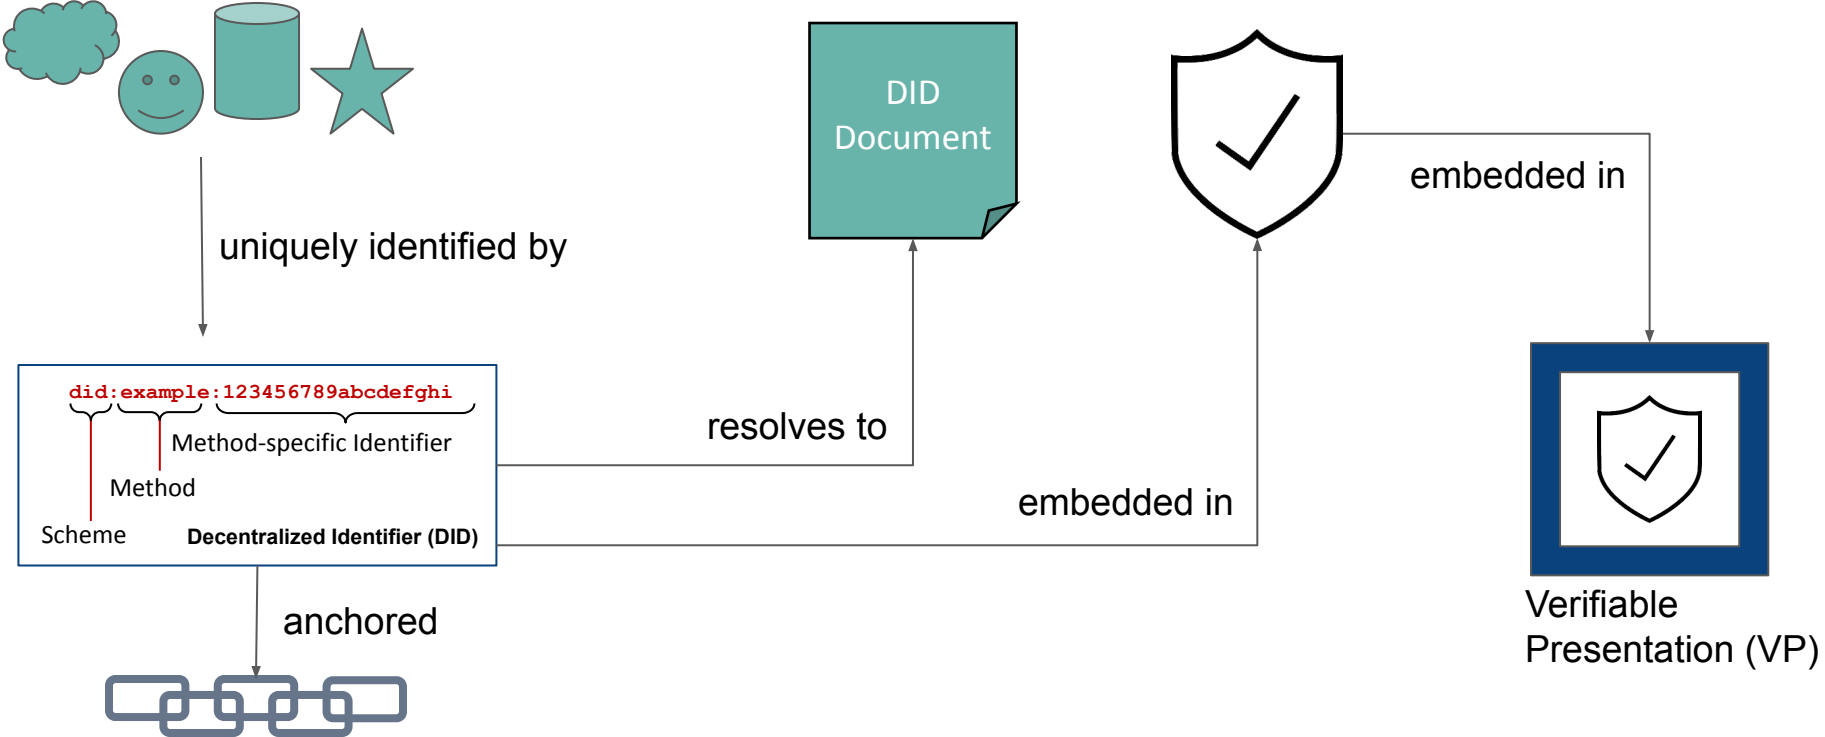 DID
Document
embedded in
uniquely identified by
did:example:123456789abcdefghi
Method-specific Identifier
Method
Scheme
Decentralized Identifier (DID)
resolves to
embedded in
anchored
Verifiable
Presentation (VP)